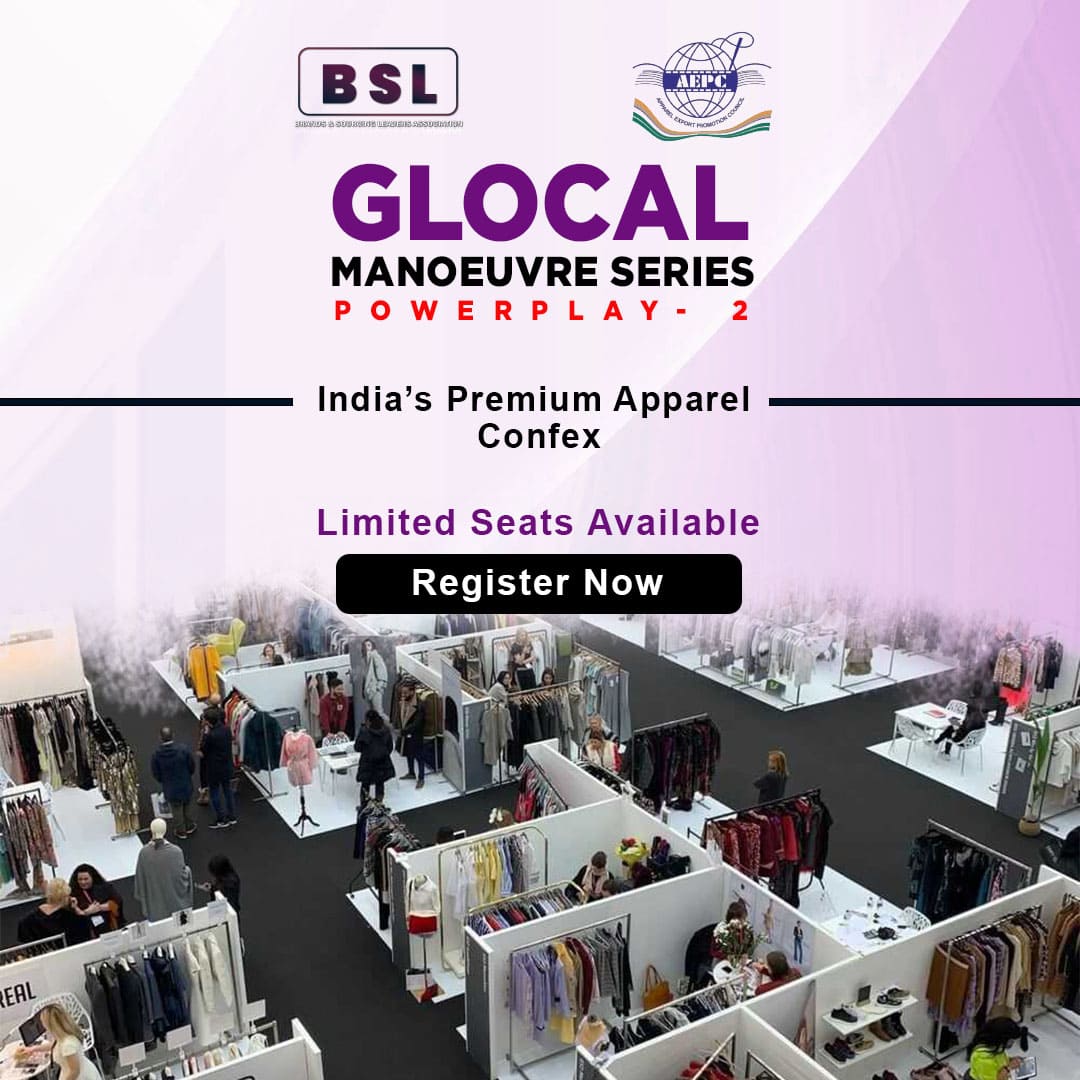 BSL
BRANDS & SOURCING LEADERS ASSOCIATION
AEPC
APPAREL EXPORT PROMOTION COUNCIL
GLOCAL
MANOEUVRE SERIES
POWERPLAY- 2
India’s Premium Apparel
Confex
Limited Seats Available
Register Now
REAL